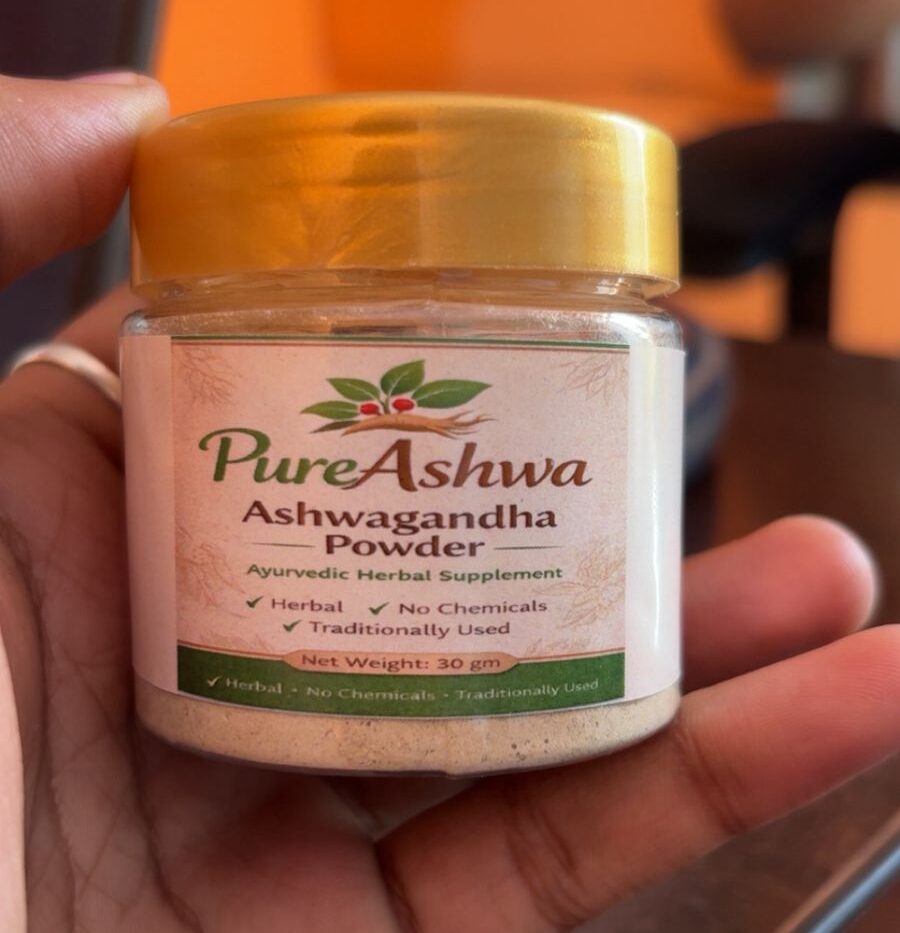 PureAshwa
Ashwagandha
Powder
Ayurvedic Herbal Supplement
✔ Herbal ✔ No Chemicals
✔ Traditionally Used
Net Weight: 30 gm
✔ Herbal • No Chemicals • Traditionally Used